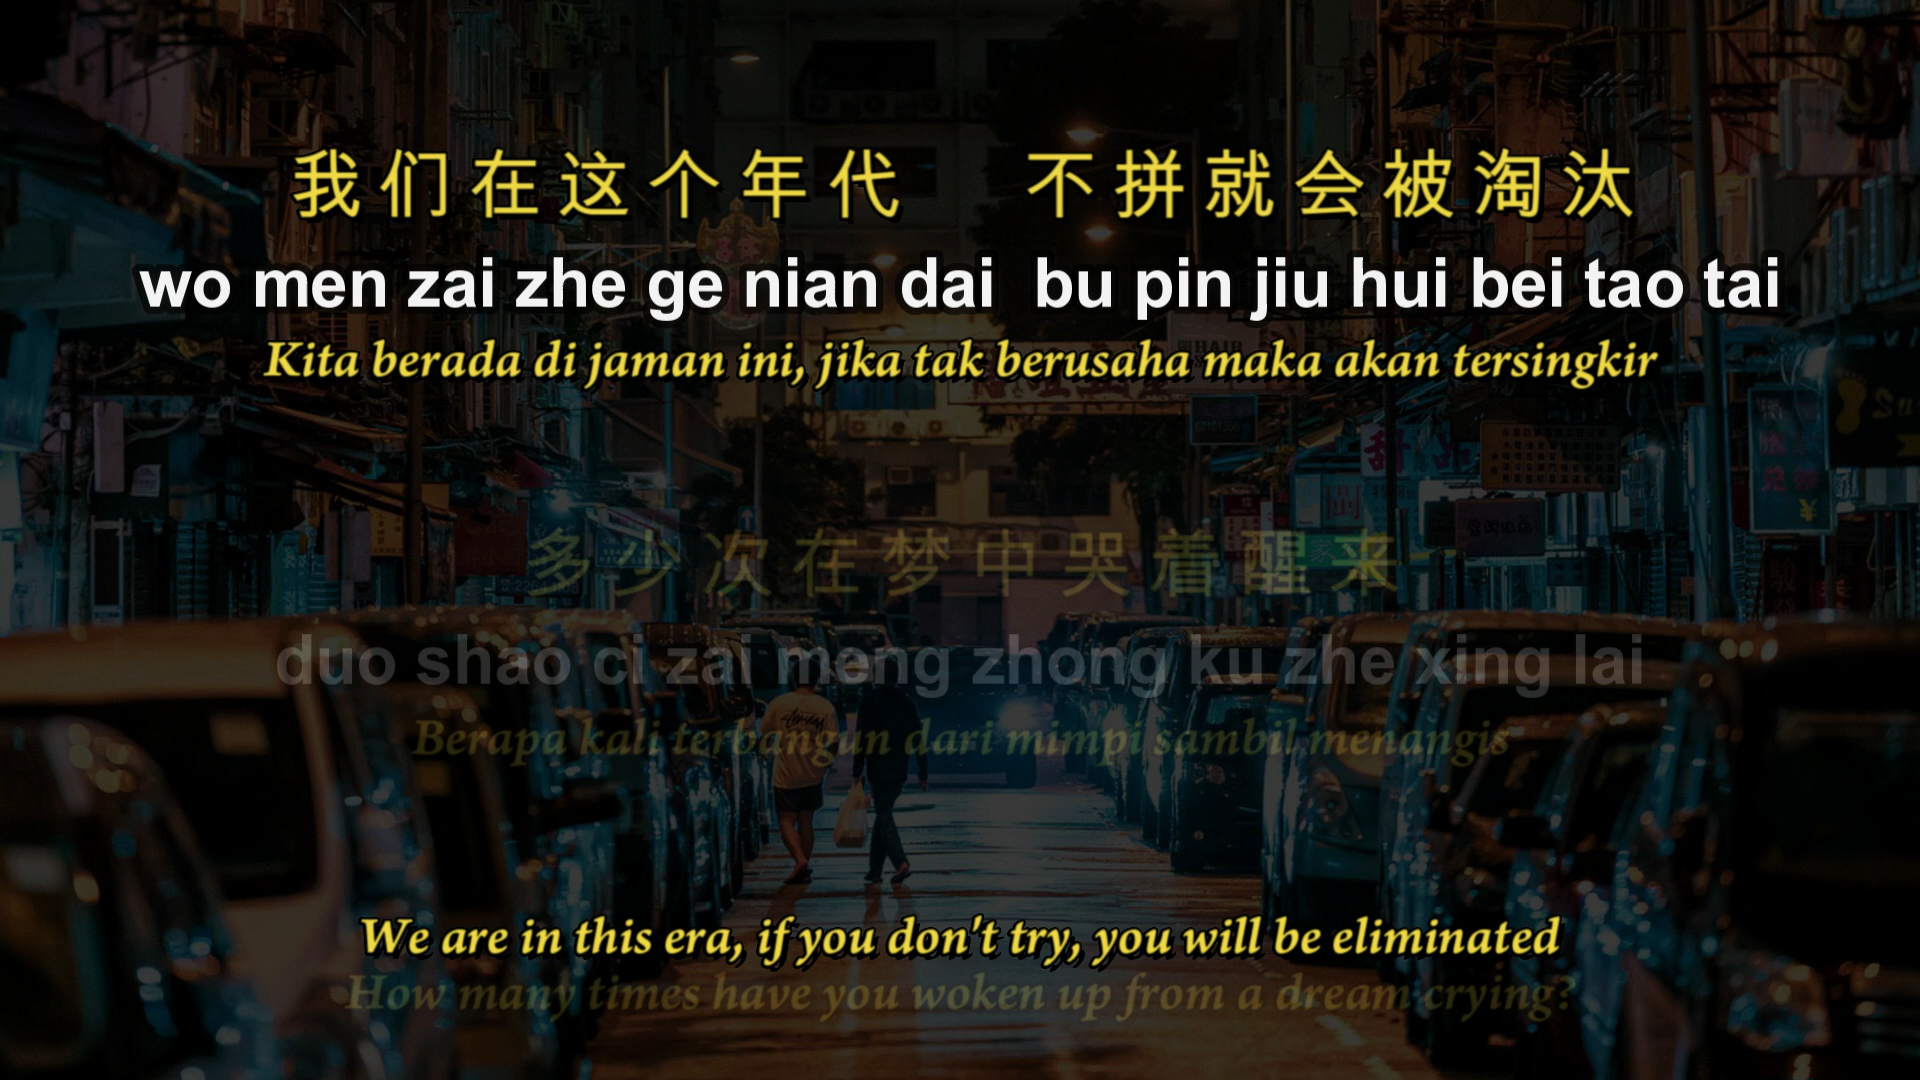 我们在这个年代 不拼就会被淘汰
wo men zai zhe ge nian dai bu pin jiu hui bei tao tai
Kita berada di jaman ini, jika tak berusaha maka akan tersingkir
多少次在梦中哭着醒来
duo shao ci zai meng zhong ku zhe xing lai
Berapa kali terbangun dari mimpi sambil menangis
We are in this era, if you don't try, you will be eliminated
How many times have you woken up from a dream crying?